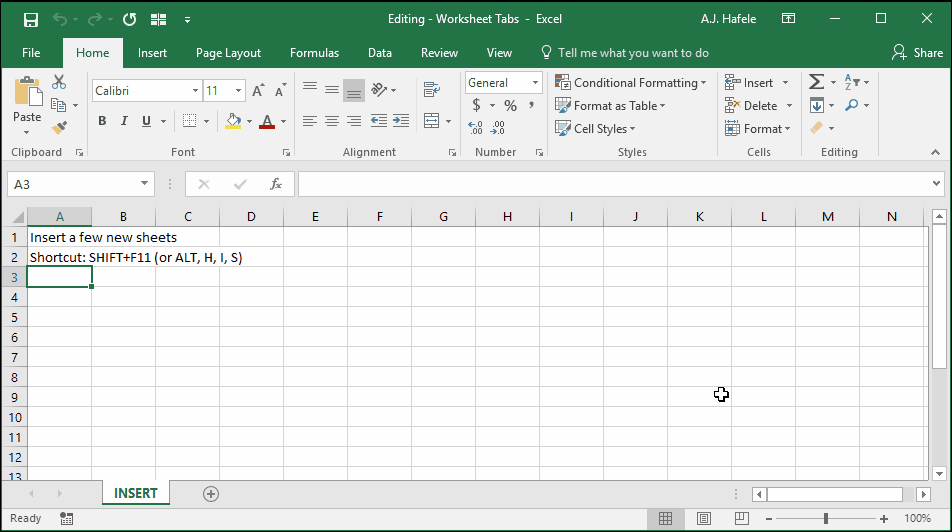 Editing - Worksheet Tabs - Excel
A.J. Hafele
File Home Insert Page Layout Formulas Data Review View Tell me what you want to do Share
Paste
Calibri 11 A A
B I U A
General
$ % ,
.00 .0
Conditional Formatting
Format as Table
Cell Styles
Insert
Delete
Format
Σ
Clipboard Font Alignment Number Styles Cells Editing
A3 fx
A B C D E F G H I J K L M N
1 Insert a few new sheets
2 Shortcut: SHIFT+F11 (or ALT, H, I, S)
3
4
5
6
7
8
9
10
11
12
13
INSERT
Ready 100%